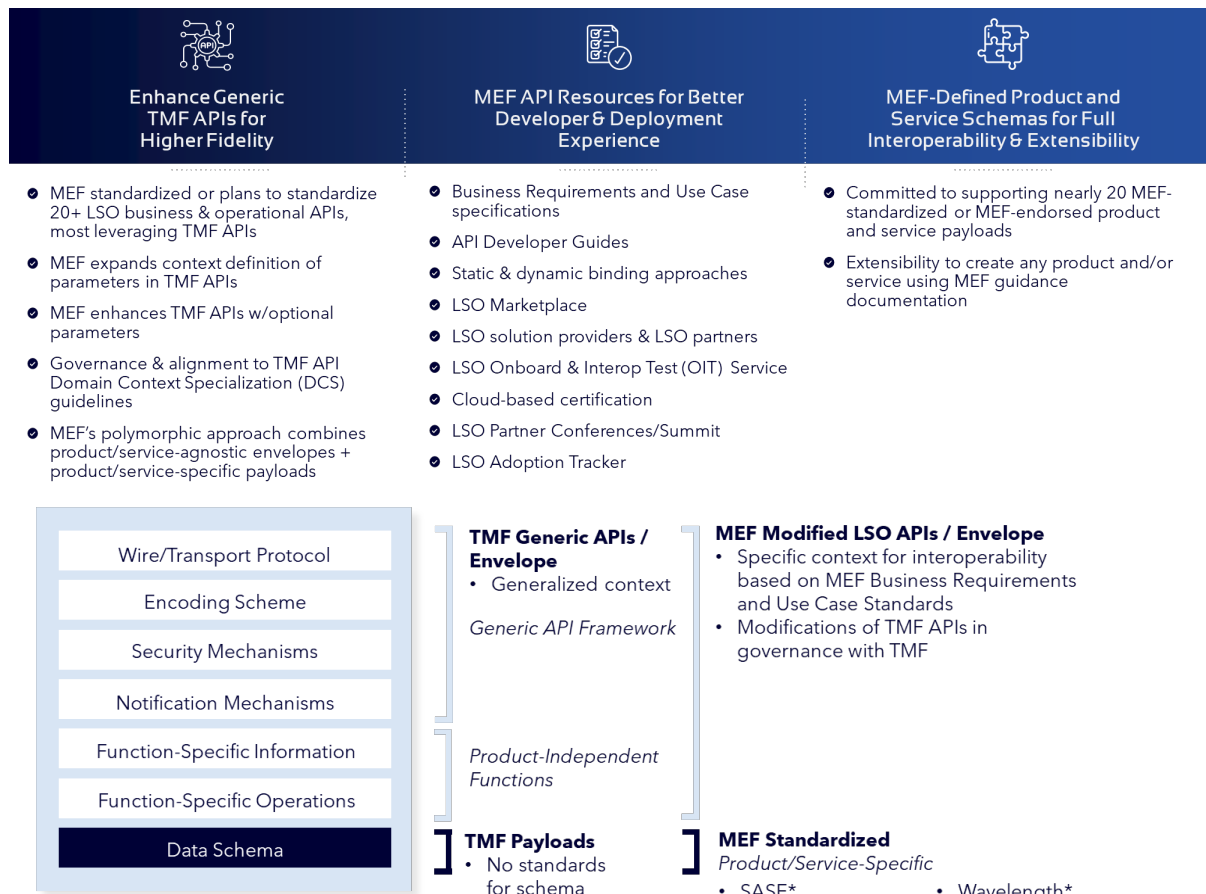 API
Enhance Generic
TMF APIs for
Higher Fidelity
MEF standardized or plans to standardize
20+ LSO business & operational APIs,
most leveraging TMF APIs
MEF expands context definition of
parameters in TMF APIs
MEF enhances TMF APIs w/optional
parameters
Governance & alignment to TMF API
Domain Context Specialization (DCS)
guidelines
MEF’s polymorphic approach combines
product/service-agnostic envelopes +
product/service-specific payloads
MEF API Resources for Better
Developer & Deployment
Experience
Business Requirements and Use Case
specifications
API Developer Guides
Static & dynamic binding approaches
LSO Marketplace
LSO solution providers & LSO partners
LSO Onboard & Interop Test (OIT) Service
Cloud-based certification
LSO Partner Conferences/Summit
LSO Adoption Tracker
MEF-Defined Product and
Service Schemas for Full
Interoperability & Extensibility
Committed to supporting nearly 20 MEF-
standardized or MEF-endorsed product
and service payloads
Extensibility to create any product and/or
service using MEF guidance
documentation
Wire/Transport Protocol
Encoding Scheme
Security Mechanisms
Notification Mechanisms
Function-Specific Information
Function-Specific Operations
Data Schema
TMF Generic APIs /
Envelope
• Generalized context
Generic API Framework
Product-Independent
Functions
TMF Payloads
• No standards
for schema
MEF Modified LSO APIs / Envelope
• Specific context for interoperability
based on MEF Business Requirements
and Use Case Standards
• Modifications of TMF APIs in
governance with TMF
MEF Standardized
Product/Service-Specific
• SASE*
• Wavelength*